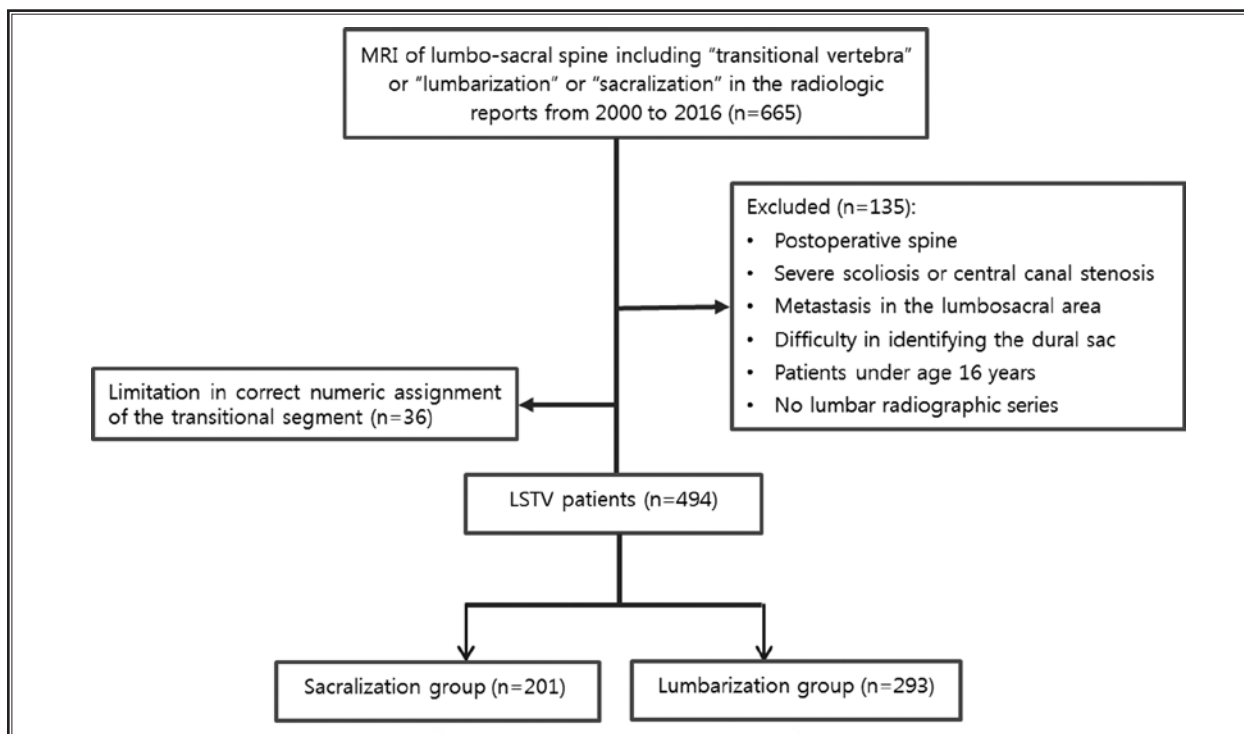 MRI of lumbo-sacral spine including “transitional vertebra”
or “lumbarization” or “sacralization” in the radiologic
reports from 2000 to 2016 (n=665)
Excluded (n=135):
• Postoperative spine
• Severe scoliosis or central canal stenosis
• Metastasis in the lumbosacral area
• Difficulty in identifying the dural sac
• Patients under age 16 years
• No lumbar radiographic series
Limitation in correct numeric assignment
of the transitional segment (n=36)
LSTV patients (n=494)
Sacralization group (n=201)
Lumbarization group (n=293)